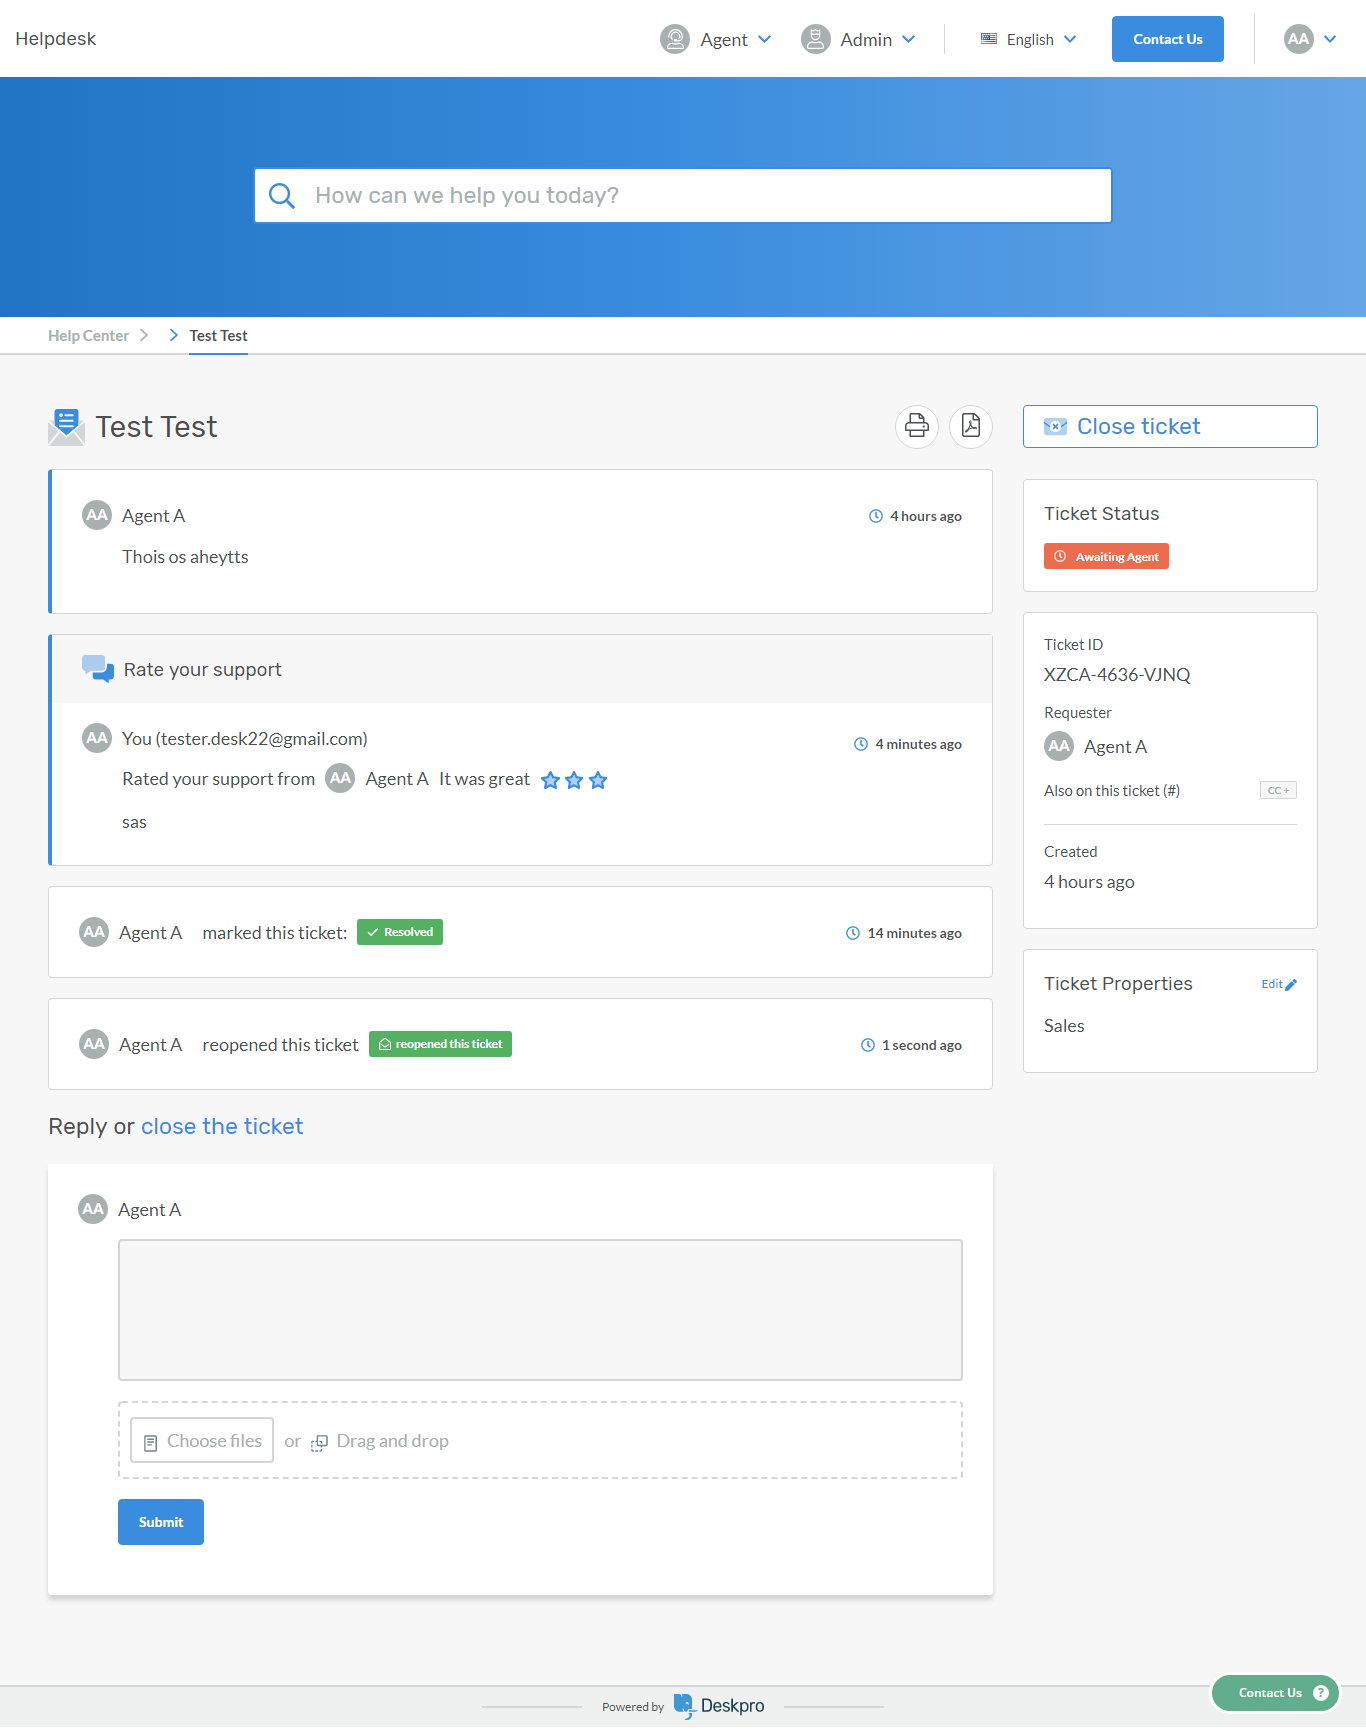 Helpdesk
Agent
Admin
English
Contact Us
AA
How can we help you today?
Help Center
Test Test
Test Test
Close ticket
AA Agent A
4 hours ago
Thois os aheytts
Ticket Status
Awaiting Agent
Rate your support
AA You (tester.desk22@gmail.com)
4 minutes ago
Rated your support from AA Agent A It was great
sas
Ticket ID
XZCA-4636-VJNQ
Requester
AA Agent A
Also on this ticket (#)
CC +
Created
4 hours ago
AA Agent A marked this ticket: Resolved
14 minutes ago
Ticket Properties
Edit
Sales
AA Agent A reopened this ticket reopened this ticket
1 second ago
Reply or close the ticket
AA Agent A
Choose files or Drag and drop
Submit
Powered by Deskpro
Contact Us ?